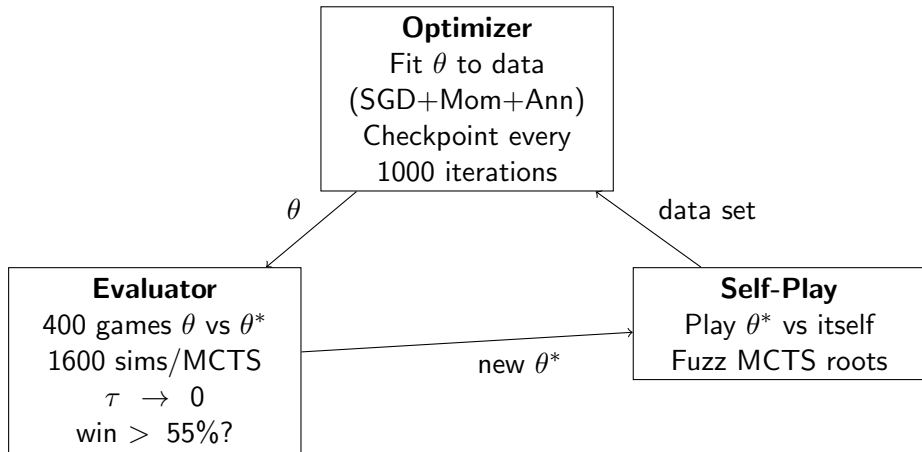 Optimizer
Fit θ to data
(SGD+Mom+Ann)
Checkpoint every
1000 iterations
θ
data set
Evaluator
400 games θ vs θ*
1600 sims/MCTS
τ → 0
win > 55%?
new θ*
Self-Play
Play θ* vs itself
Fuzz MCTS roots